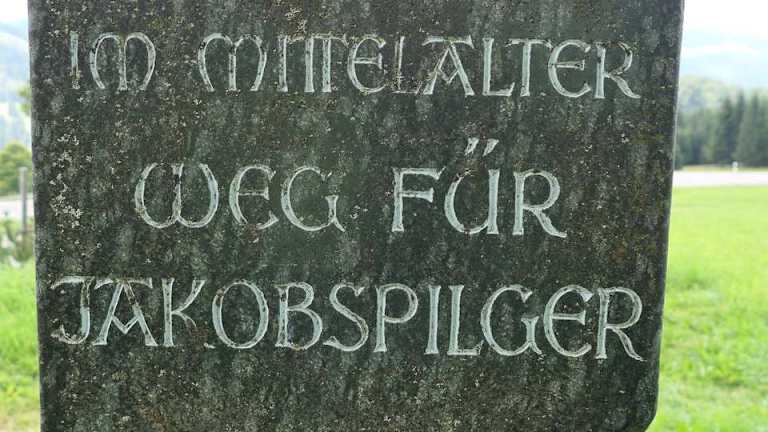 IM MITTELALTER
WEG FÜR
JAKOBSPILGER